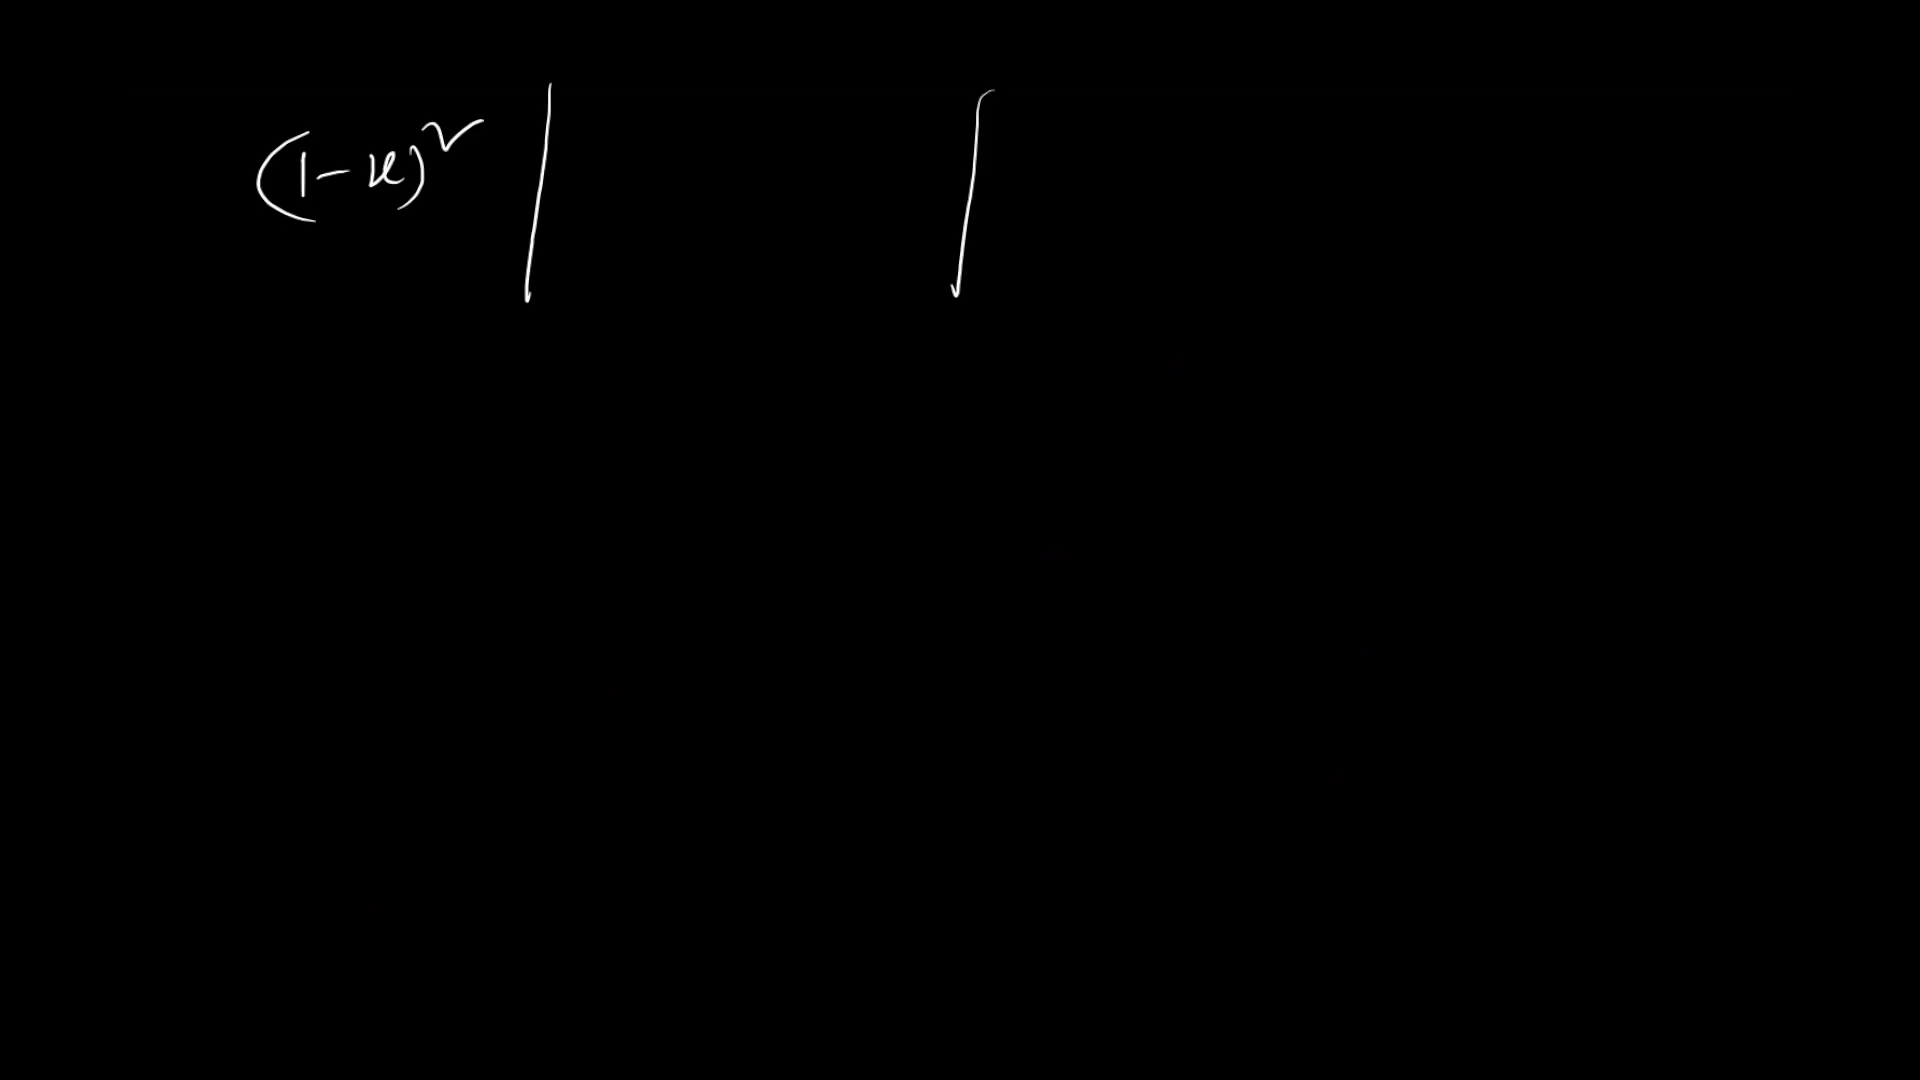 (1-x)² | ∫